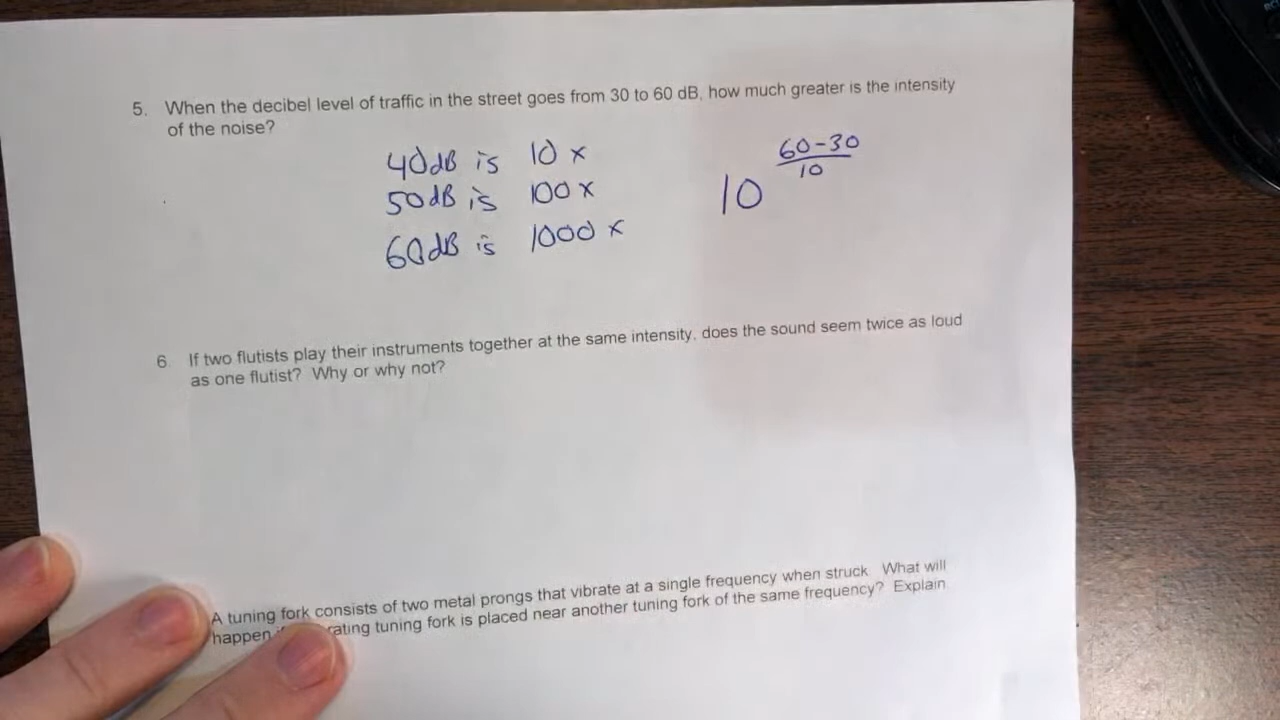 5. When the decibel level of traffic in the street goes from 30 to 60 dB, how much greater is the intensity
of the noise?
40dB is 10 x
50dB is 100 x
60dB is 1000 x
10
60-30
10
6. If two flutists play their instruments together at the same intensity, does the sound seem twice as loud
as one flutist? Why or why not?
A tuning fork consists of two metal prongs that vibrate at a single frequency when struck What will
happen rating tuning fork is placed near another tuning fork of the same frequency? Explain